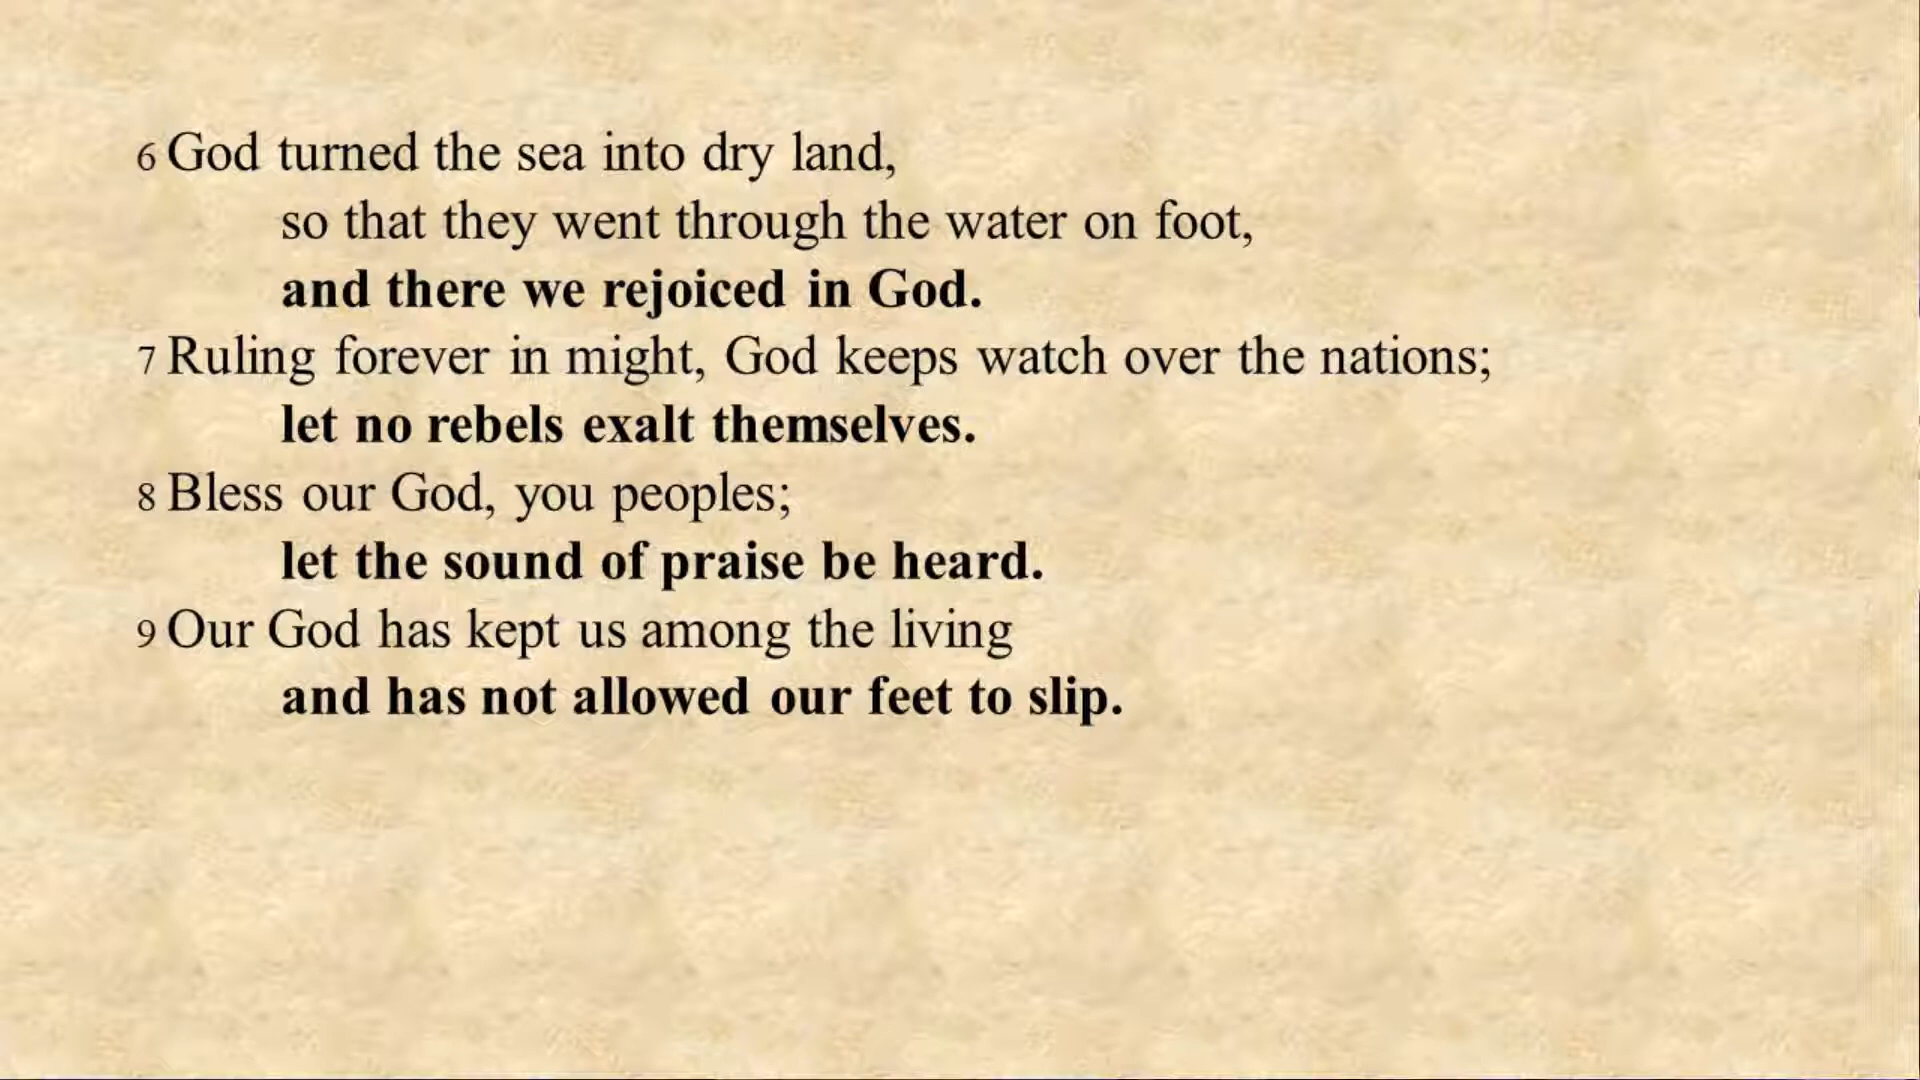 6 God turned the sea into dry land,
so that they went through the water on foot,
and there we rejoiced in God.
7 Ruling forever in might, God keeps watch over the nations;
let no rebels exalt themselves.
8 Bless our God, you peoples;
let the sound of praise be heard.
9 Our God has kept us among the living
and has not allowed our feet to slip.